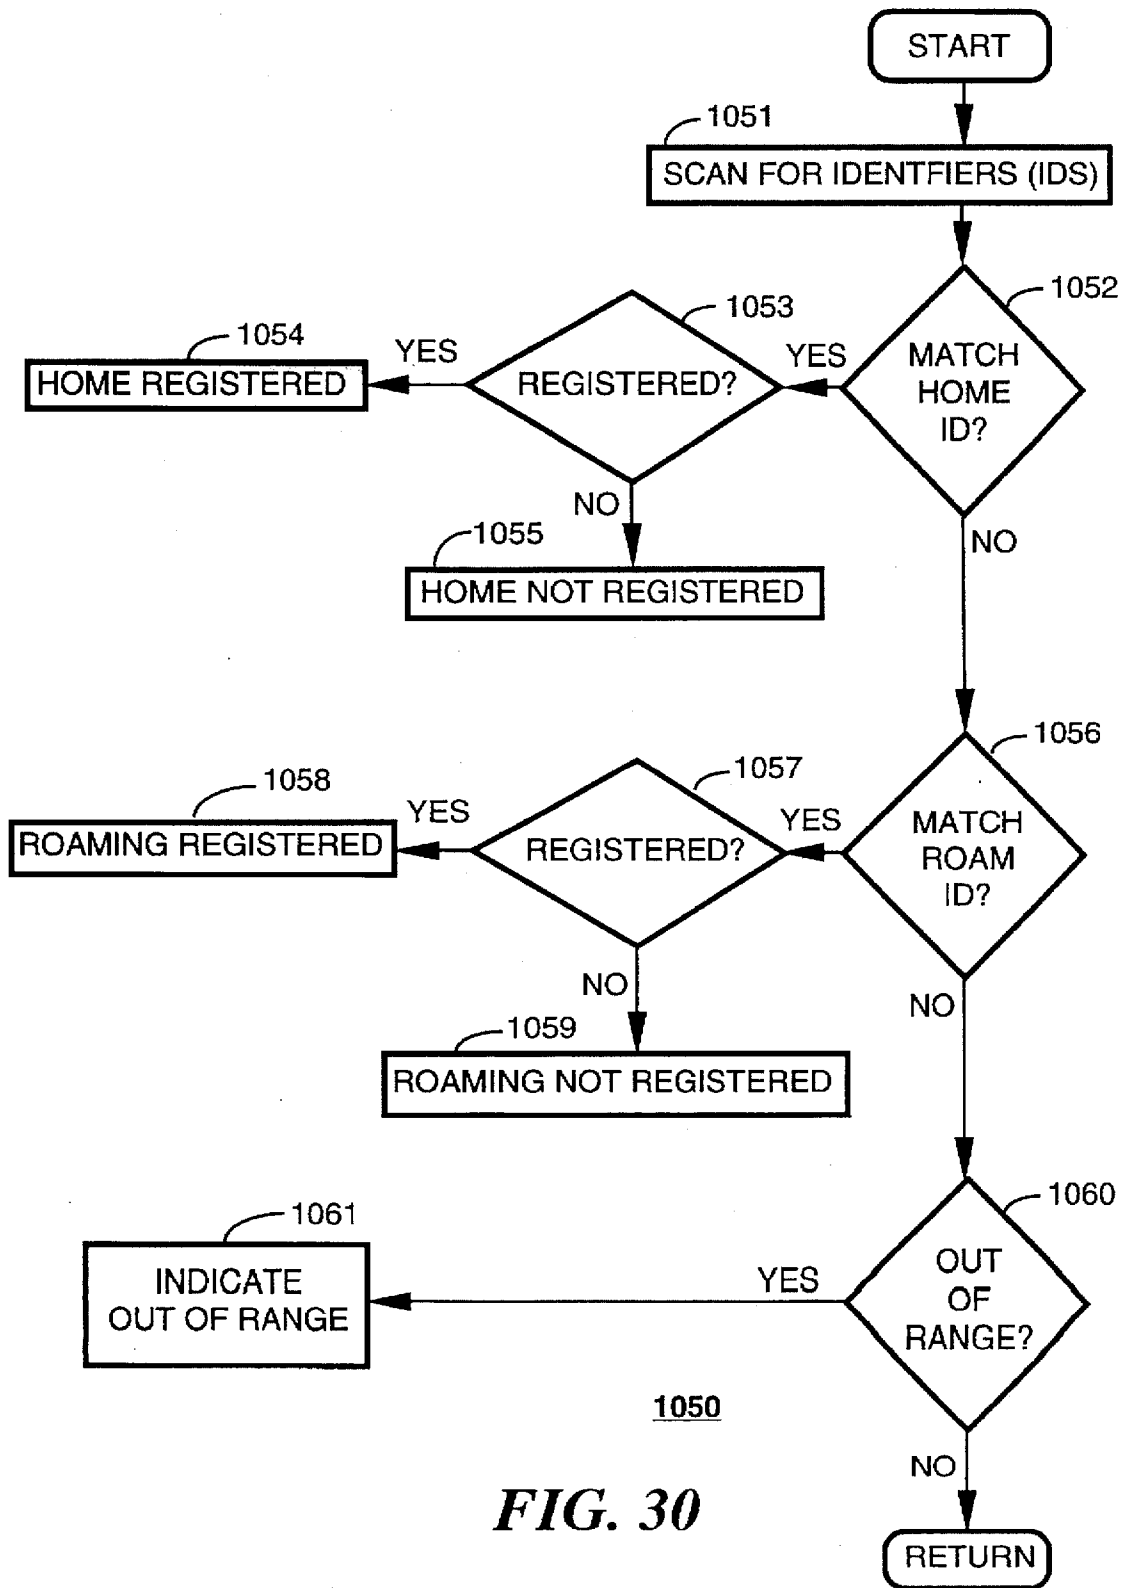 START
1051
SCAN FOR IDENTFIERS (IDS)
1052
MATCH
HOME
ID?
YES
1053
REGISTERED?
YES
1054
HOME REGISTERED
NO
1055
HOME NOT REGISTERED
NO
1056
MATCH
ROAM
ID?
YES
1057
REGISTERED?
YES
1058
ROAMING REGISTERED
NO
1059
ROAMING NOT REGISTERED
NO
1060
OUT
OF
RANGE?
YES
1061
INDICATE
OUT OF RANGE
1050
NO
FIG. 30
RETURN